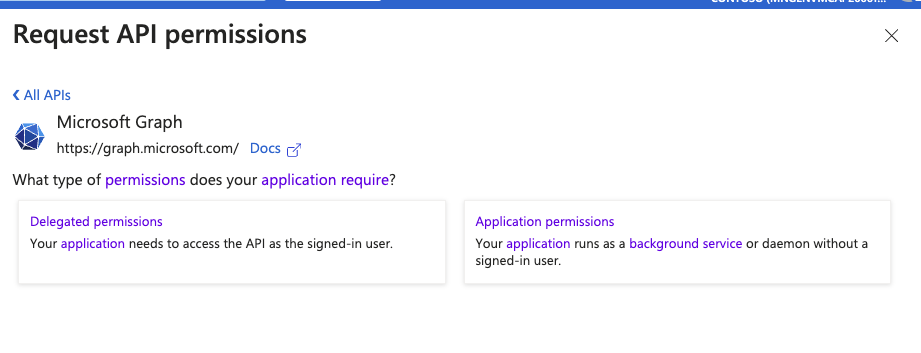 Request API permissions
All APIs
Microsoft Graph
https://graph.microsoft.com/ Docs
What type of permissions does your application require?
Delegated permissions
Your application needs to access the API as the signed-in user.
Application permissions
Your application runs as a background service or daemon without a
signed-in user.